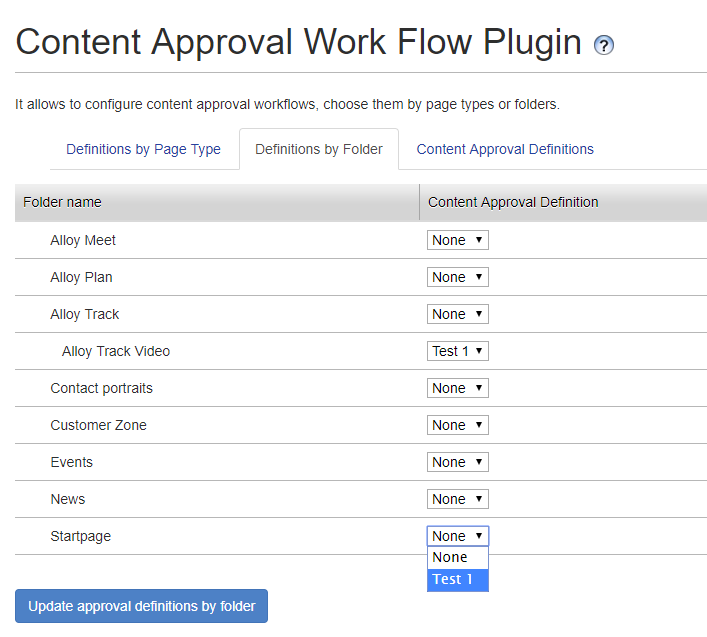 Content Approval Work Flow Plugin ?
It allows to configure content approval workflows, choose them by page types or folders.
Definitions by Page Type Definitions by Folder Content Approval Definitions
Folder name Content Approval Definition
Alloy Meet None
Alloy Plan None
Alloy Track None
Alloy Track Video Test 1
Contact portraits None
Customer Zone None
Events None
News None
Startpage None
None
Test 1
Update approval definitions by folder